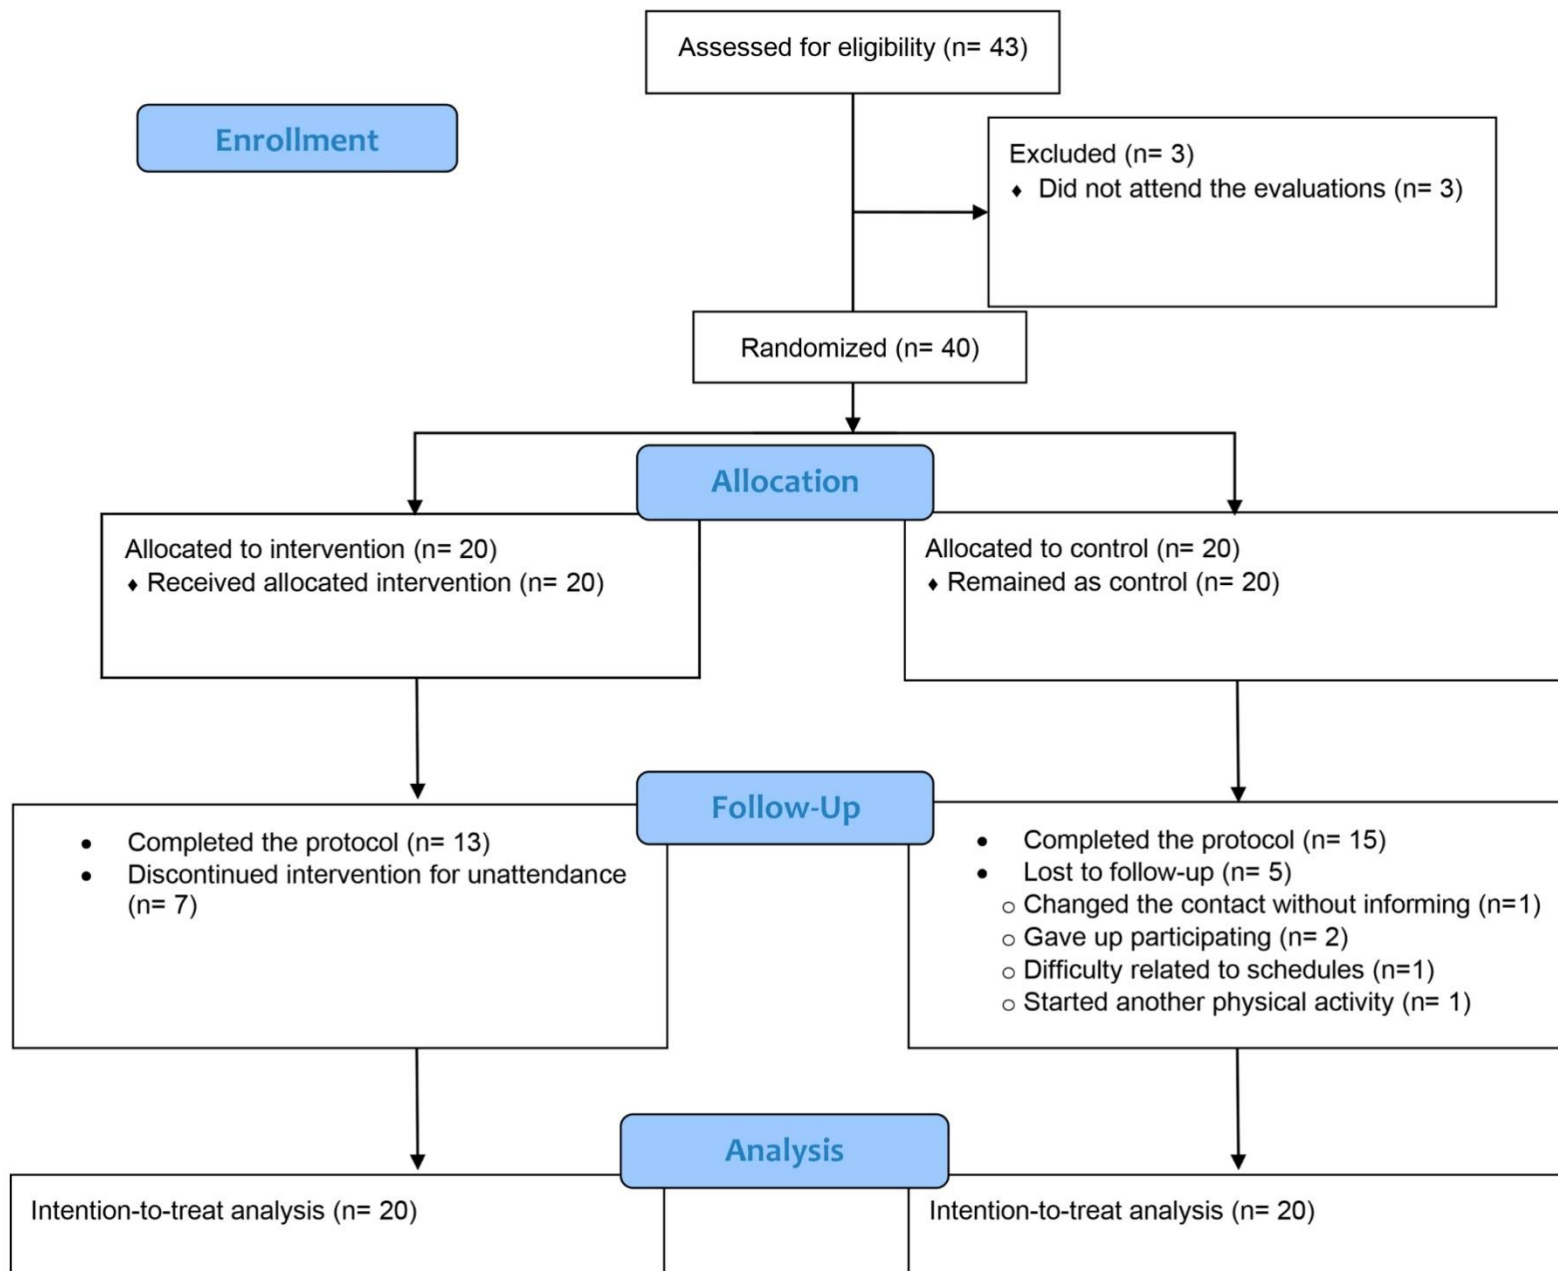 Assessed for eligibility (n= 43)
Enrollment
Excluded (n= 3)
♦ Did not attend the evaluations (n= 3)
Randomized (n= 40)
Allocation
Allocated to intervention (n= 20)
♦ Received allocated intervention (n= 20)
Allocated to control (n= 20)
♦ Remained as control (n= 20)
Follow-Up
• Completed the protocol (n= 13)
• Discontinued intervention for unattendance
(n= 7)
• Completed the protocol (n= 15)
• Lost to follow-up (n= 5)
o Changed the contact without informing (n=1)
o Gave up participating (n= 2)
o Difficulty related to schedules (n=1)
o Started another physical activity (n= 1)
Analysis
Intention-to-treat analysis (n= 20)
Intention-to-treat analysis (n= 20)